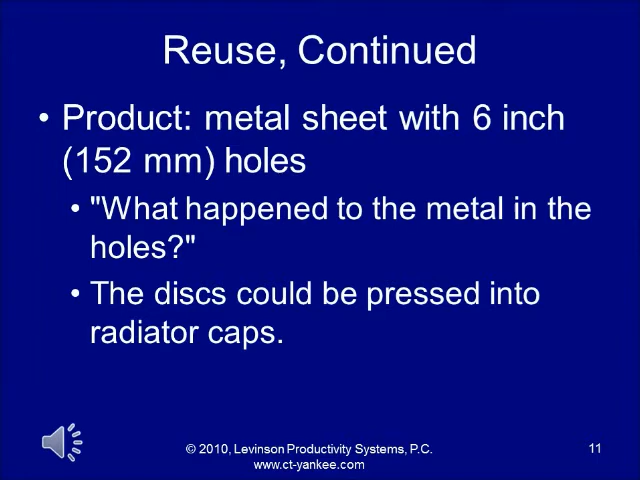 Reuse, Continued
• Product: metal sheet with 6 inch
(152 mm) holes
• "What happened to the metal in the
holes?"
• The discs could be pressed into
radiator caps.
© 2010, Levinson Productivity Systems, P.C.
www.ct-yankee.com
11